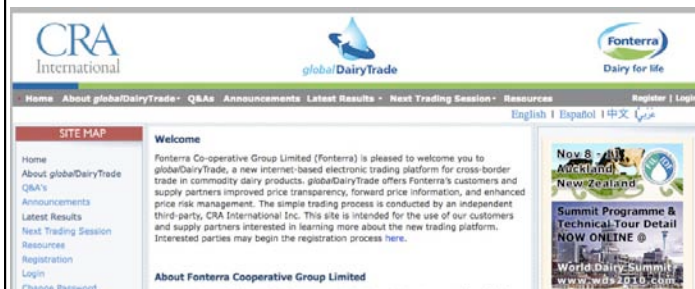 CRA
International
globalDairyTrade
Fonterra
Dairy for life
Home About globalDairyTrade Q&As Announcements Latest Results Next Trading Session Resources Register | Login
English | Español | 中文 عربي
SITE MAP
Home
About globalDairyTrade
Q&A's
Announcements
Latest Results
Next Trading Session
Resources
Registration
Login
Change Password
Welcome
Fonterra Co-operative Group Limited (Fonterra) is pleased to welcome you to
globalDairyTrade, a new internet-based electronic trading platform for cross-border
trade in commodity dairy products. globalDairyTrade offers Fonterra's customers and
supply partners improved price transparency, forward price information, and enhanced
price risk management. The simple trading process is conducted by an independent
third-party, CRA International Inc. This site is intended for the use of our customers
and supply partners interested in learning more about the new trading platform.
Interested parties may begin the registration process here.
About Fonterra Cooperative Group Limited
Nov 8 -
Auckland
New Zealand
Summit Programme &
Technical Tour Detail
NOW ONLINE @
World Dairy Summit
www.wds2010.com